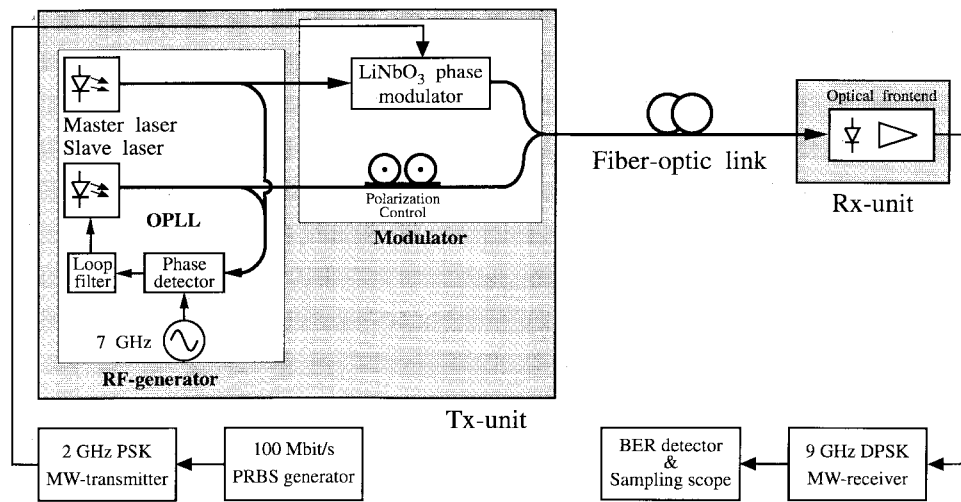 LiNbO3 phase
modulator
Optical frontend
Master laser
Slave laser
Fiber-optic link
Rx-unit
Polarization
Control
OPLL
Modulator
Loop
filter
Phase
detector
7 GHz
RF-generator
Tx-unit
2 GHz PSK
MW-transmitter
100 Mbit/s
PRBS generator
BER detector
&
Sampling scope
9 GHz DPSK
MW-receiver